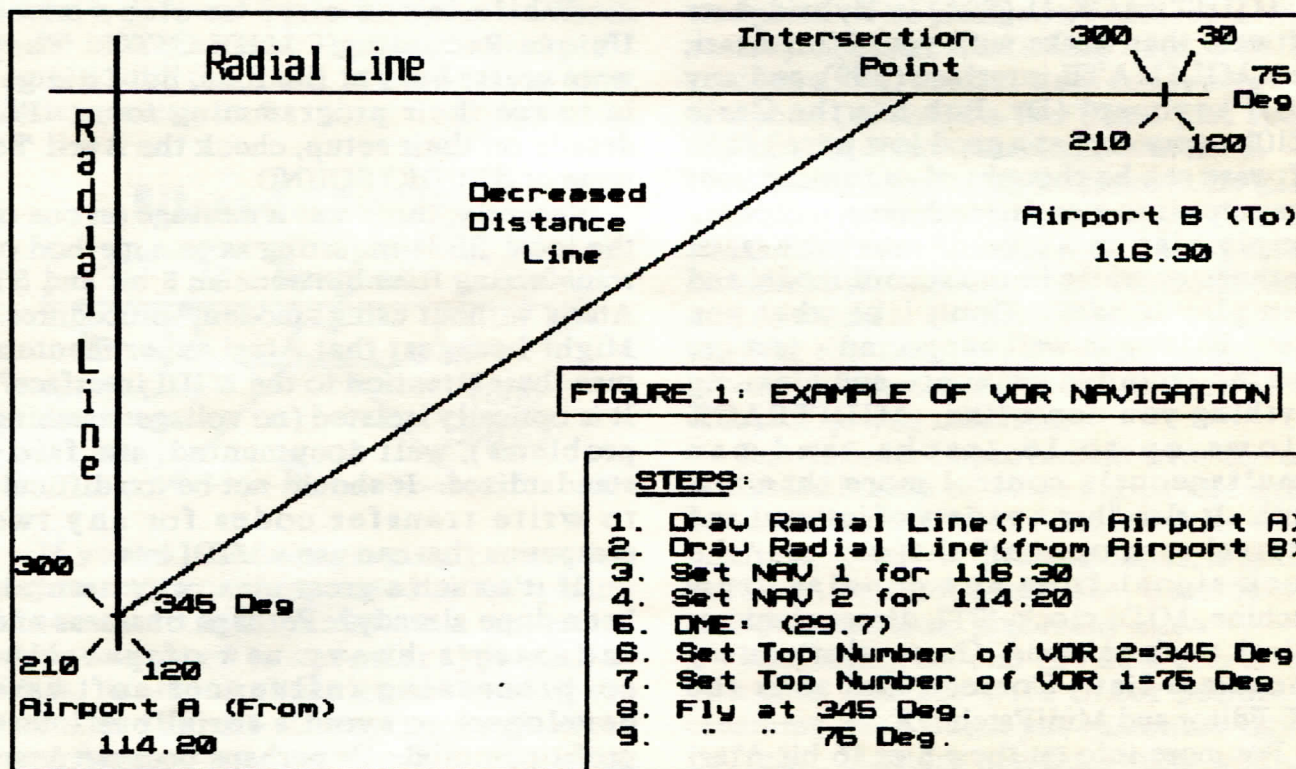 Radial Line
Intersection
Point
300 30
75
Deg
210 120
Radial Line
Decreased
Distance
Line
Airport B (To)
116.30
FIGURE 1: EXAMPLE OF VOR NAVIGATION
STEPS:
1. Draw Radial Line(from Airport A)
2. Draw Radial Line(from Airport B)
3. Set NAV 1 for 116.30
4. Set NAV 2 for 114.20
5. DME = (29.7)
6. Set Top Number of VOR 2=345 Deg
7. Set Top Number of VOR 1=75 Deg
8. Fly at 345 Deg.
9. " " 75 Deg.
300
345 Deg
210 120
Airport A (From)
114.20